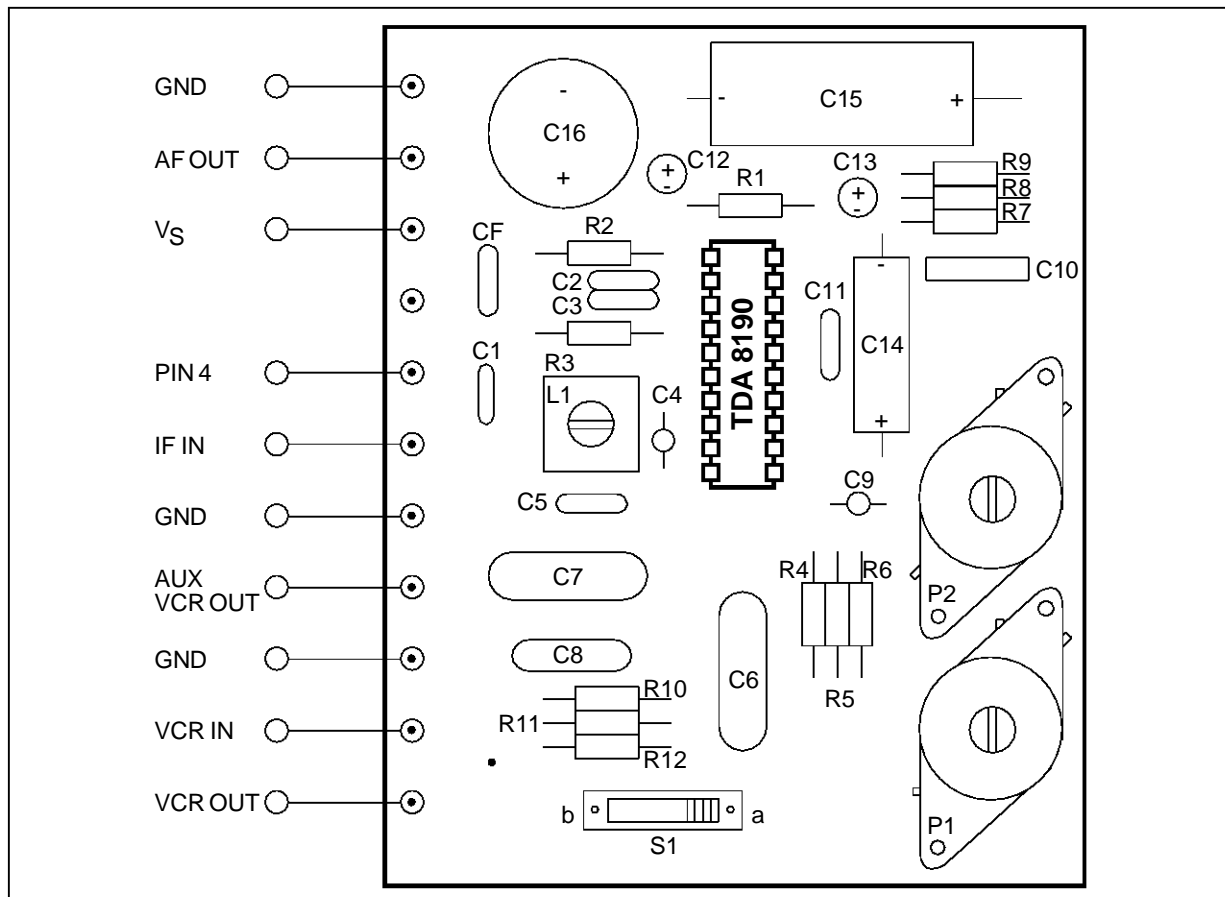 GND
AF OUT
VS
PIN 4
IF IN
GND
AUX
VCR OUT
GND
VCR IN
VCR OUT
-
C16
+
-
C15
+
C12
+
-
R1
C13
+
-
R9
R8
R7
CF
R2
C2
C3
C10
C11
-
C14
+
TDA 8190
C1
R3
L1
C4
C5
C9
C7
R4
R6
R5
P2
C8
C6
R10
R11
R12
b
a
S1
P1